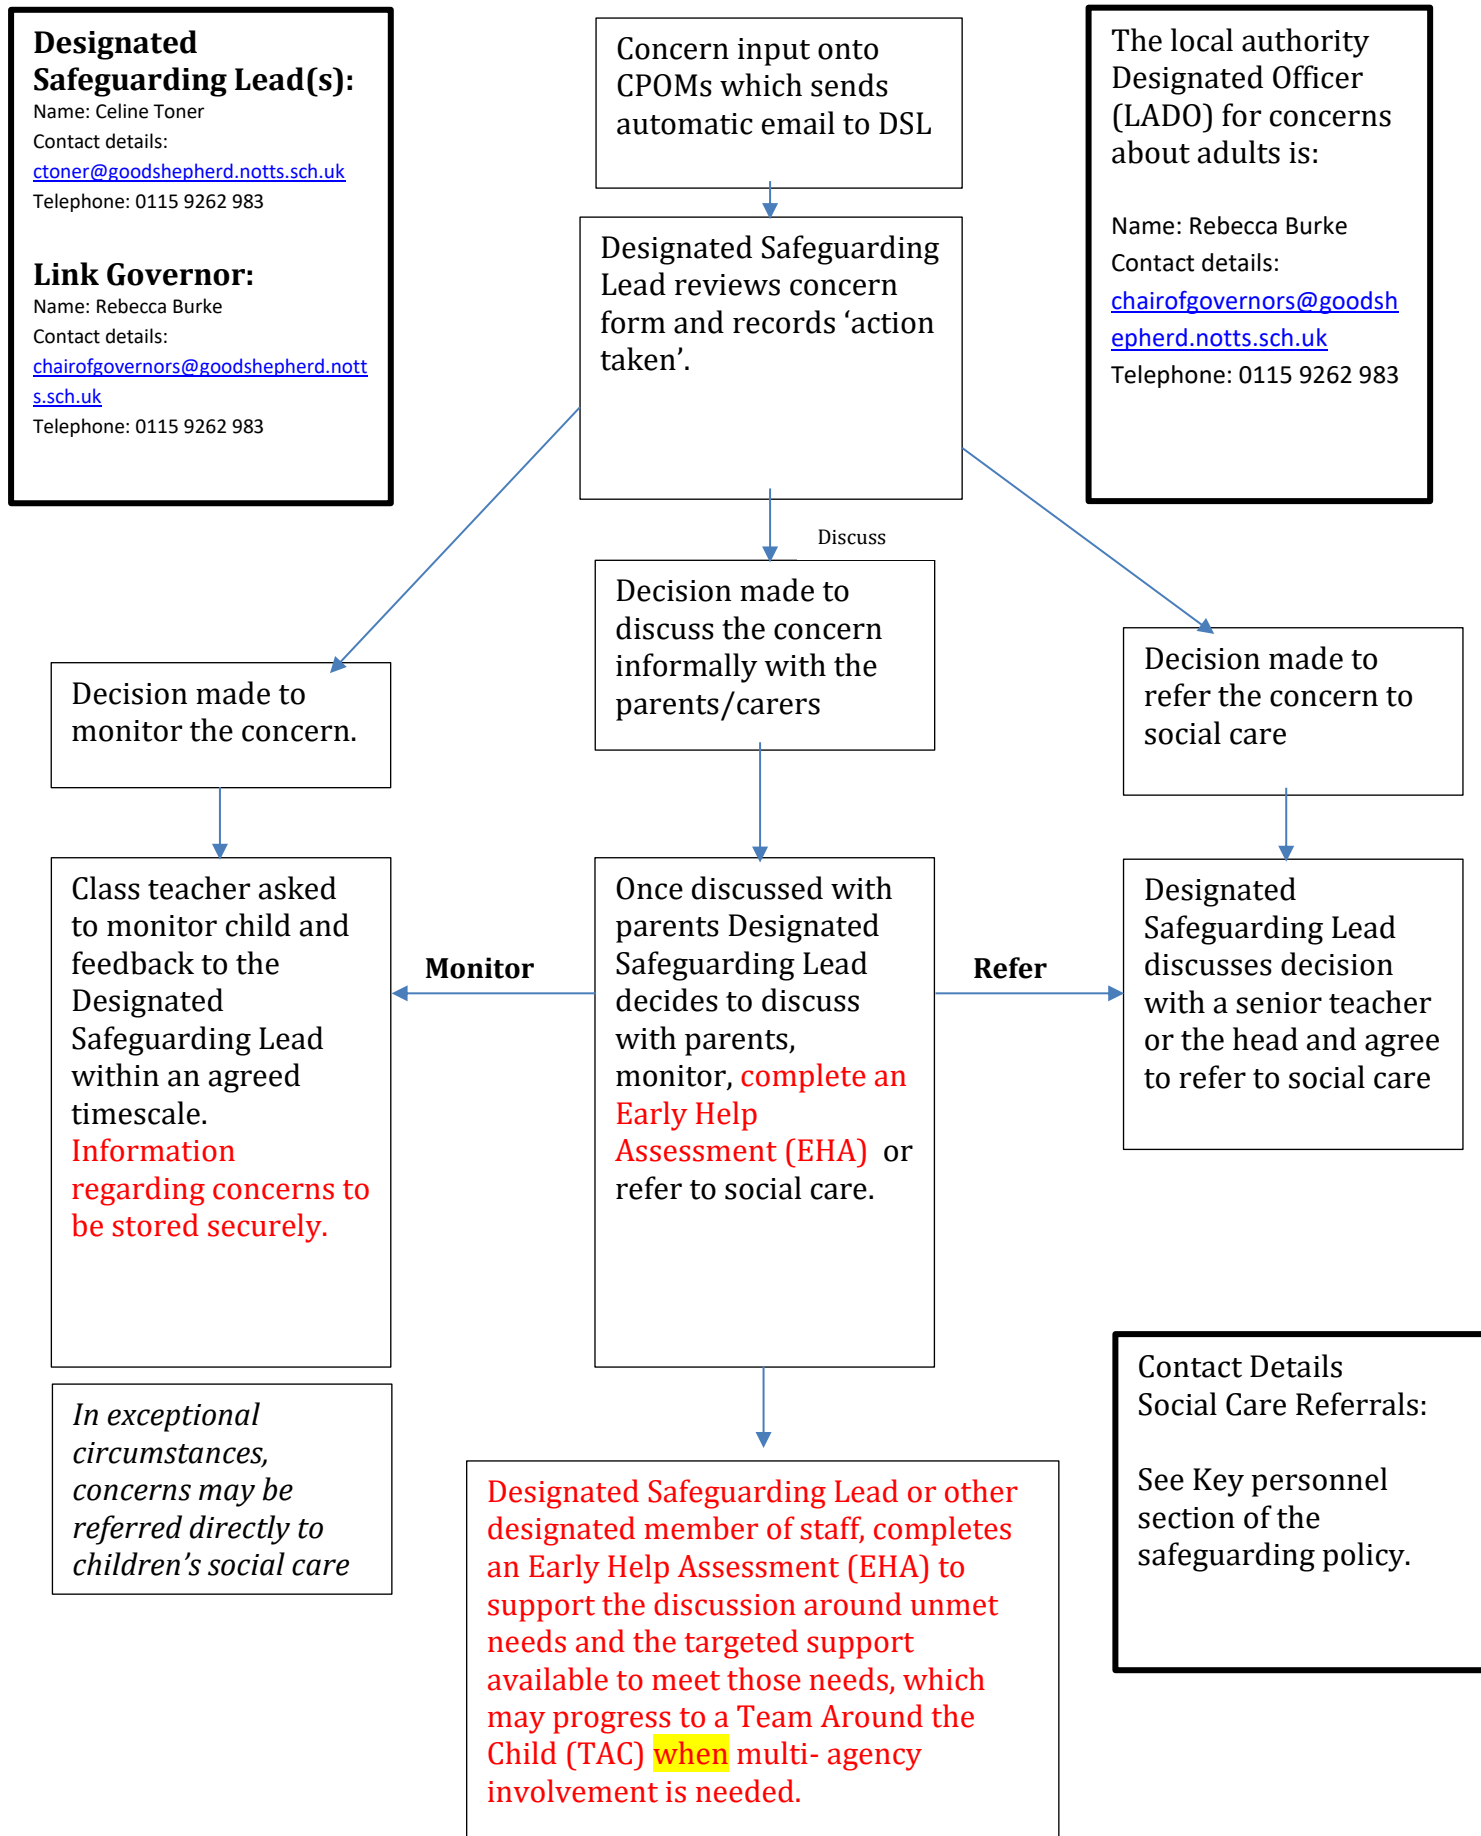 Designated
Safeguarding Lead(s):
Name: Celine Toner
Contact details:
ctoner@goodshepherd.notts.sch.uk
Telephone: 0115 9262 983
Link Governor:
Name: Rebecca Burke
Contact details:
chairofgovernors@goodshepherd.nott
s.sch.uk
Telephone: 0115 9262 983
Concern input onto
CPOMs which sends
automatic email to DSL
The local authority
Designated Officer
(LADO) for concerns
about adults is:
Name: Rebecca Burke
Contact details:
chairofgovernors@goodsh
epherd.notts.sch.uk
Telephone: 0115 9262 983
Designated Safeguarding
Lead reviews concern
form and records ‘action
taken’.
Discuss
Decision made to
monitor the concern.
Decision made to
discuss the concern
informally with the
parents/carers
Decision made to
refer the concern to
social care
Class teacher asked
to monitor child and
feedback to the
Designated
Safeguarding Lead
within an agreed
timescale.
Information
regarding concerns to
be stored securely.
Monitor
Once discussed with
parents Designated
Safeguarding Lead
decides to discuss
with parents,
monitor, complete an
Early Help
Assessment (EHA) or
refer to social care.
Refer
Designated
Safeguarding Lead
discusses decision
with a senior teacher
or the head and agree
to refer to social care
In exceptional
circumstances,
concerns may be
referred directly to
children’s social care
Designated Safeguarding Lead or other
designated member of staff, completes
an Early Help Assessment (EHA) to
support the discussion around unmet
needs and the targeted support
available to meet those needs, which
may progress to a Team Around the
Child (TAC) when multi- agency
involvement is needed.
Contact Details
Social Care Referrals:
See Key personnel
section of the
safeguarding policy.